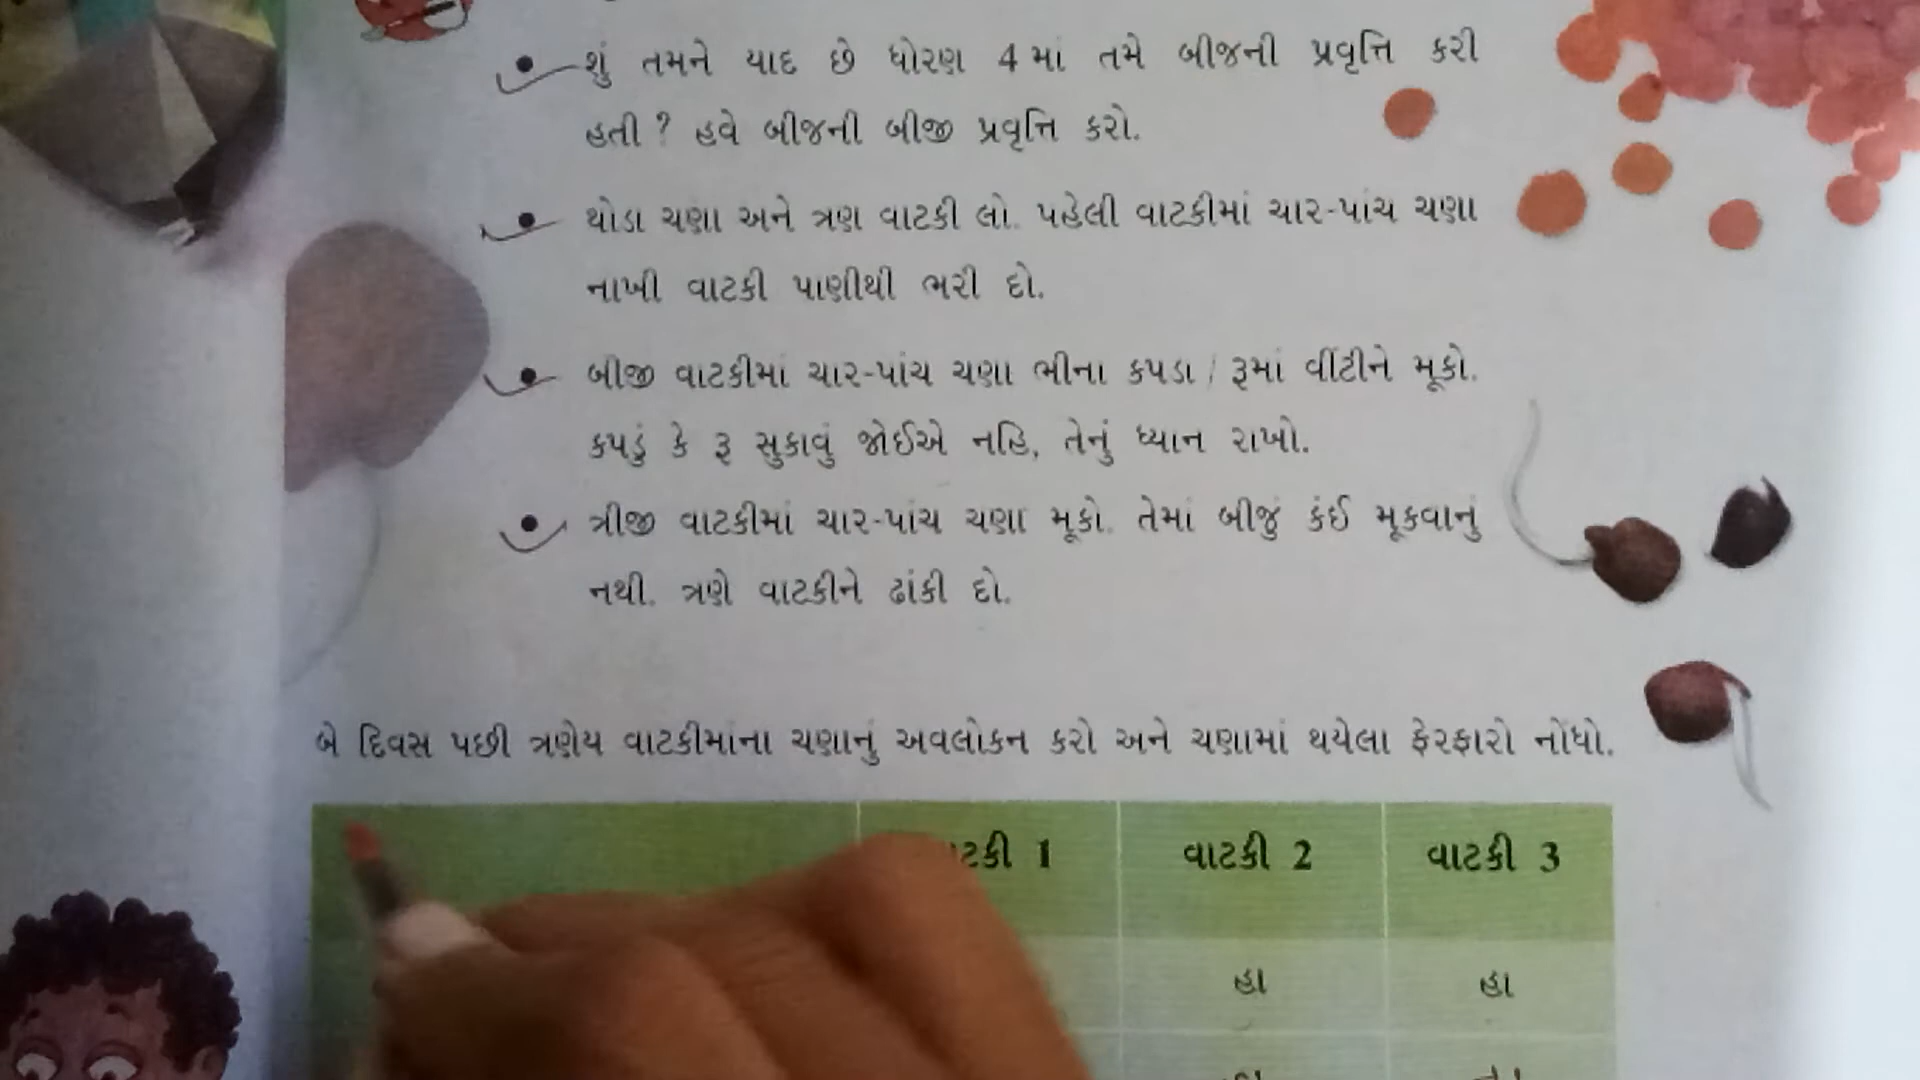 શું તમને યાદ છે ધોરણ 4 માં તમે બીજની પ્રવૃત્તિ કરી
હતી ? હવે બીજની બીજી પ્રવૃત્તિ કરો.
થોડા ચણા અને ત્રણ વાટકી લો. પહેલી વાટકીમાં ચાર-પાંચ ચણા
નાખી વાટકી પાણીથી ભરી દો.
બીજી વાટકીમાં ચાર-પાંચ ચણા ભીના કપડા / રૂમાં વીંટીને મૂકો.
કપડું કે રૂ સુકાવું જોઈએ નહિ, તેનું ધ્યાન રાખો.
ત્રીજી વાટકીમાં ચાર-પાંચ ચણા મૂકો. તેમાં બીજું કંઈ મૂકવાનું
નથી. ત્રણે વાટકીને ઢાંકી દો.
બે દિવસ પછી ત્રણેય વાટકીમાંના ચણાનું અવલોકન કરો અને ચણામાં થયેલા ફેરફારો નોંધો.
1 વાટકી 2 વાટકી 3
હા હા